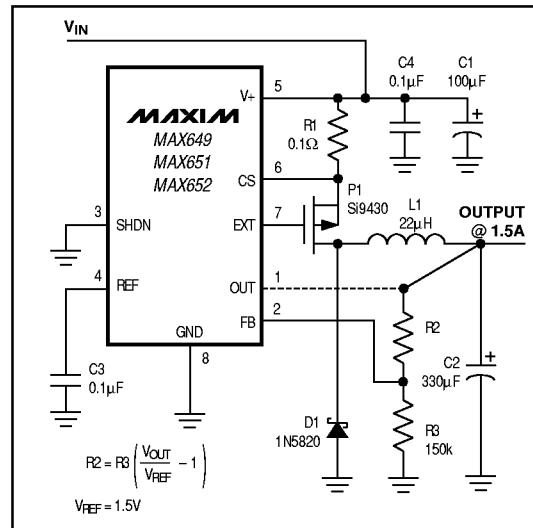 VIN
C4
0.1µF
C1
100µF
+
5
V+
MAXIM
MAX649
MAX651
MAX652
R1
0.1Ω
6
CS
P1
Si9430
3
SHDN
EXT
7
L1
22µH
OUTPUT
@ 1.5A
4
REF
OUT
1
FB
2
R2
C2
330µF
+
GND
8
C3
0.1µF
D1
1N5820
R3
150k
R2 = R3 ( VOUT / VREF – 1 )
VREF = 1.5V